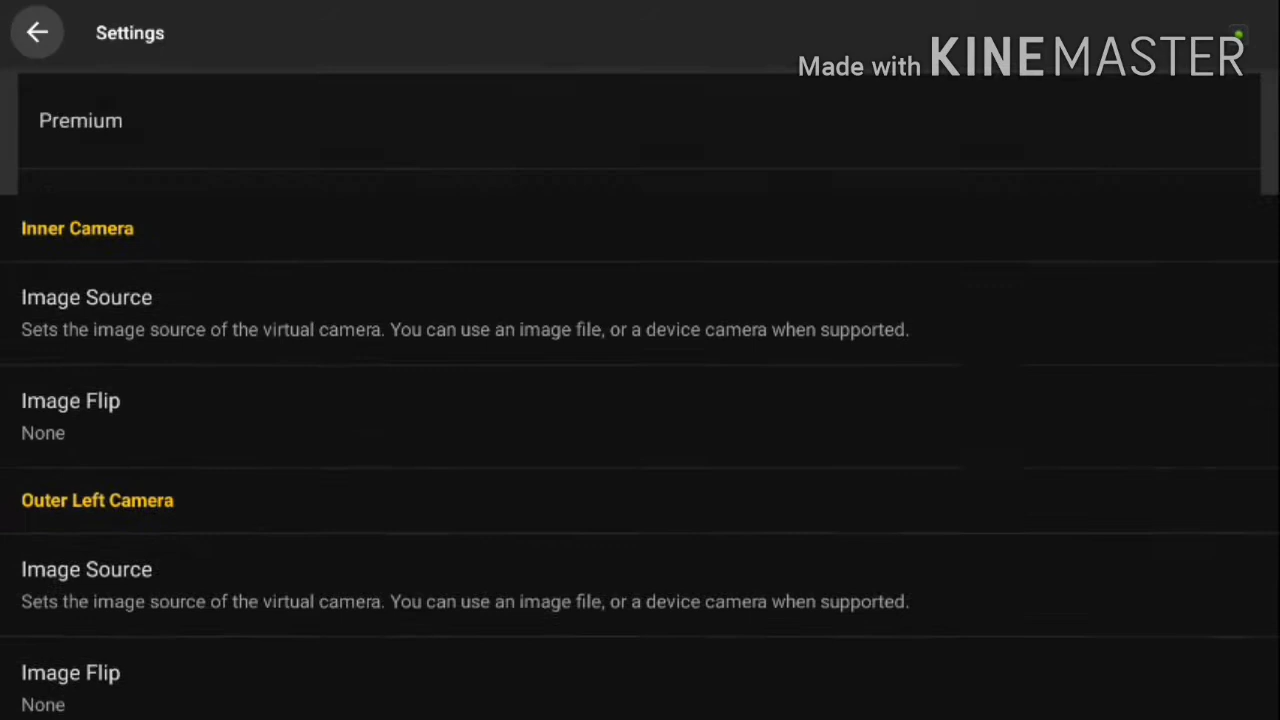 Settings
Made with KINEMASTER
Premium
Inner Camera
Image Source
Sets the image source of the virtual camera. You can use an image file, or a device camera when supported.
Image Flip
None
Outer Left Camera
Image Source
Sets the image source of the virtual camera. You can use an image file, or a device camera when supported.
Image Flip
None